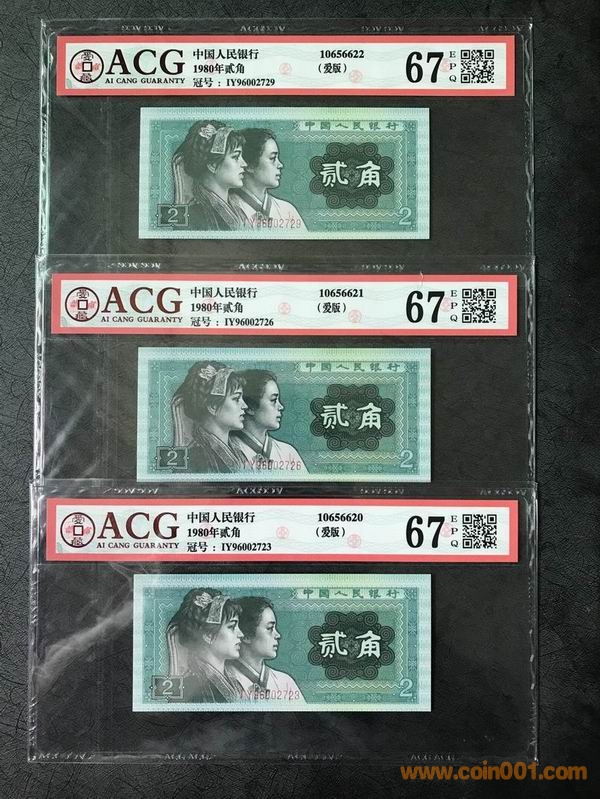 ACG
AI CANG GUARANTY
中国人民银行
1980年贰角
冠号 : IY96002729
10656622
(爱版)
67
E
P
Q
中国人民银行
贰角
2
2
IY96002729
ACG
AI CANG GUARANTY
中国人民银行
1980年贰角
冠号 : IY96002726
10656621
(爱版)
67
E
P
Q
中国人民银行
贰角
2
2
IY96002726
ACG
AI CANG GUARANTY
中国人民银行
1980年贰角
冠号 : IY96002723
10656620
(爱版)
67
E
P
Q
中国人民银行
贰角
2
2
IY96002723
www.coin001.com